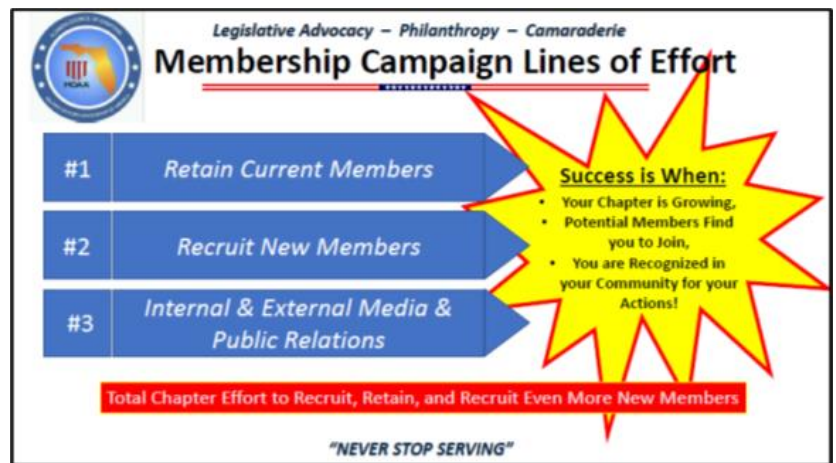 Legislative Advocacy – Philanthropy – Camaraderie
Membership Campaign Lines of Effort
MOAA
#1 Retain Current Members
#2 Recruit New Members
#3 Internal & External Media &
Public Relations
Success is When:
• Your Chapter is Growing,
• Potential Members Find
you to Join,
• You are Recognized in
your Community for your
Actions!
Total Chapter Effort to Recruit, Retain, and Recruit Even More New Members
"NEVER STOP SERVING"